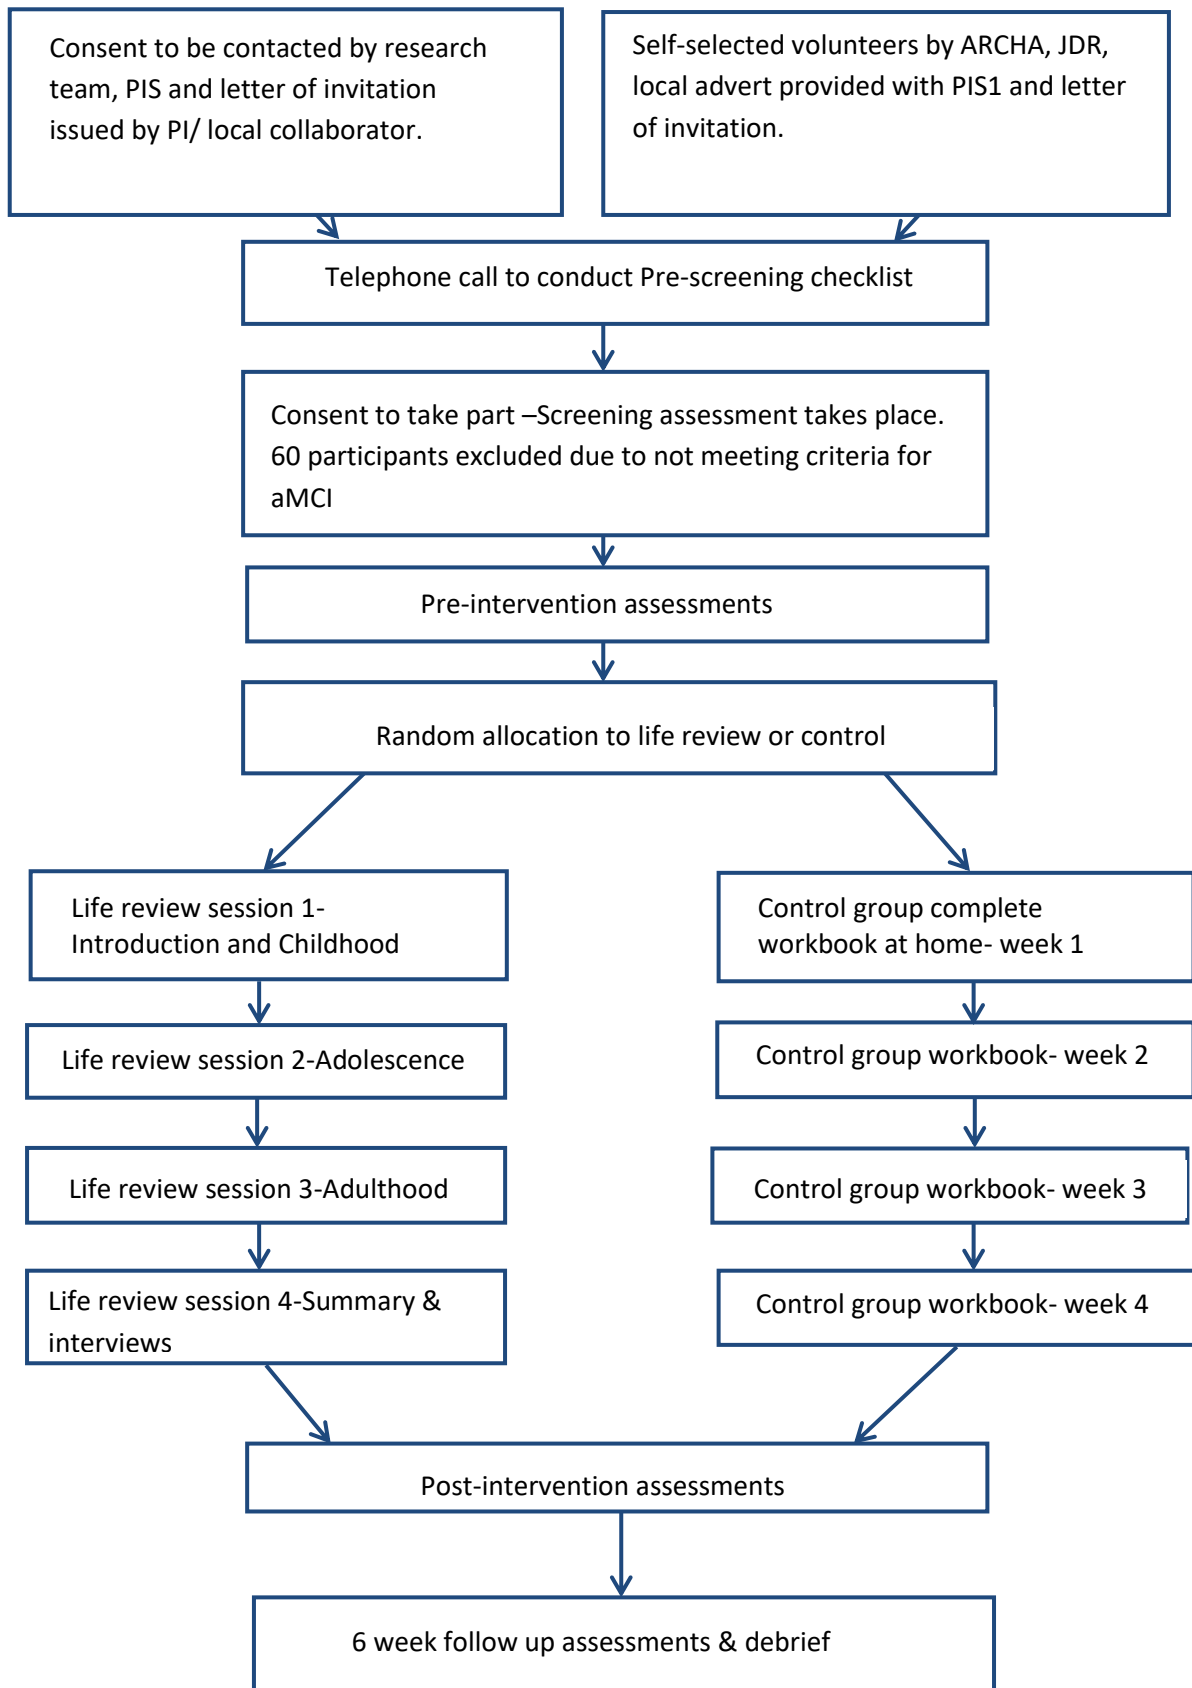 Consent to be contacted by research
team, PIS and letter of invitation
issued by PI/ local collaborator.
Self-selected volunteers by ARCHA, JDR,
local advert provided with PIS1 and letter
of invitation.
Telephone call to conduct Pre-screening checklist
Consent to take part –Screening assessment takes place.
60 participants excluded due to not meeting criteria for
aMCI
Pre-intervention assessments
Random allocation to life review or control
Life review session 1-
Introduction and Childhood
Control group complete
workbook at home- week 1
Life review session 2-Adolescence
Control group workbook- week 2
Life review session 3-Adulthood
Control group workbook- week 3
Life review session 4-Summary &
interviews
Control group workbook- week 4
Post-intervention assessments
6 week follow up assessments & debrief